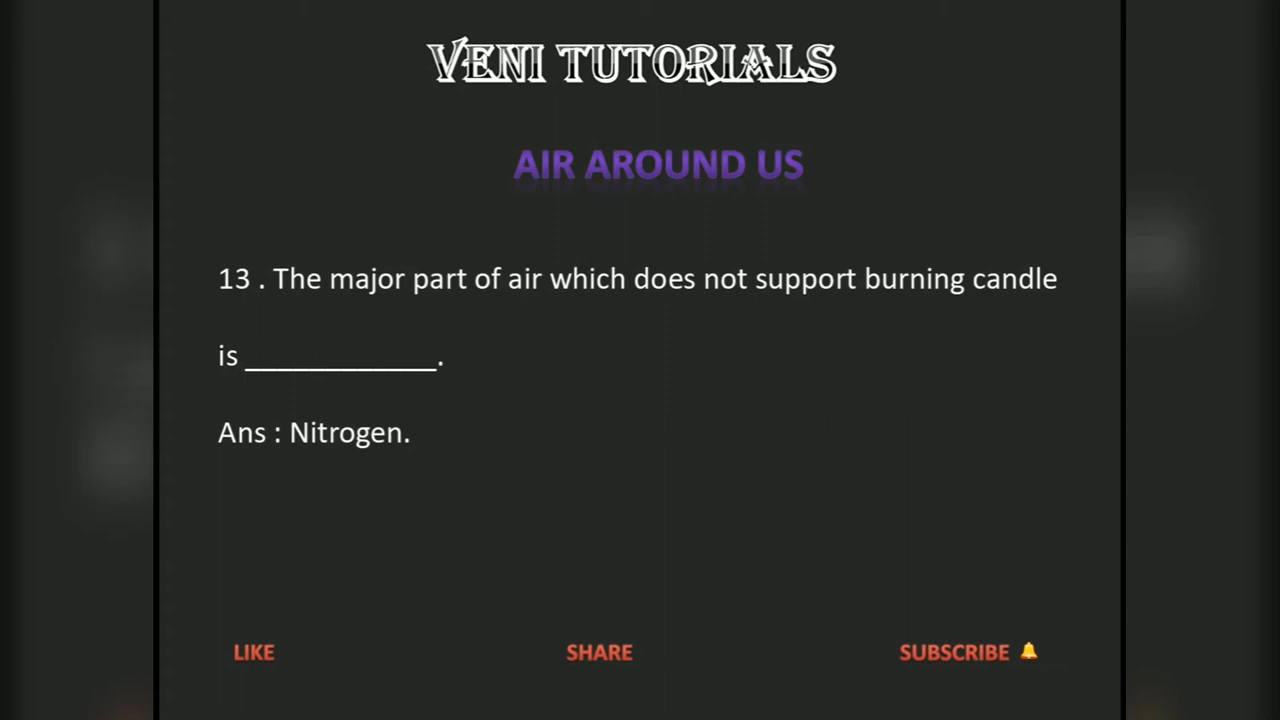 VENI TUTORIALS
AIR AROUND US
13 . The major part of air which does not support burning candle
is ____________.
Ans : Nitrogen.
LIKE SHARE SUBSCRIBE 🔔